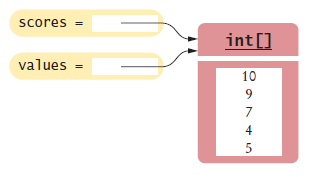 scores =
values =
int[]
10
9
7
4
5